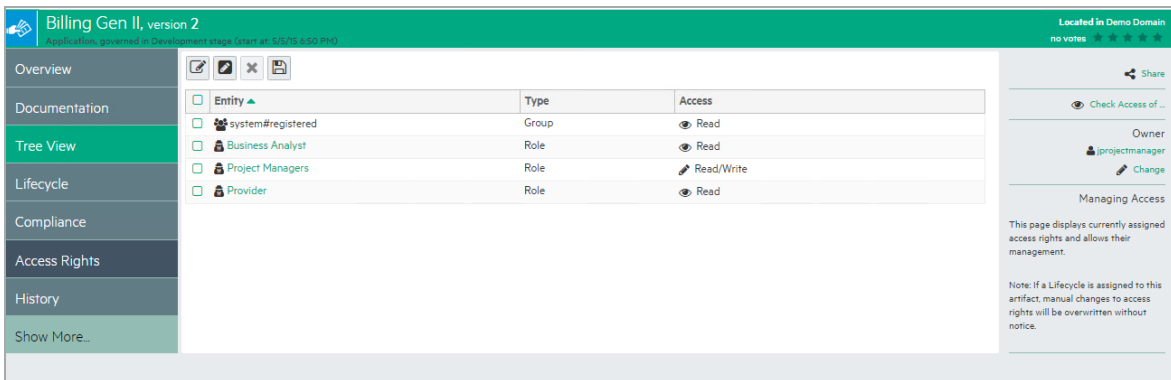 Billing Gen II, version 2
Application, governed in Development stage (start at: 5/5/15 6:50 PM)
Located in Demo Domain
no votes
Overview
Documentation
Tree View
Lifecycle
Compliance
Access Rights
History
Show More...
Entity Type Access
system#registered Group Read
Business Analyst Role Read
Project Managers Role Read/Write
Provider Role Read
Share
Check Access of ...
Owner
jprojectmanager
Change
Managing Access
This page displays currently assigned
access rights and allows their
management.
Note: If a Lifecycle is assigned to this
artifact, manual changes to access
rights will be overwritten without
notice.